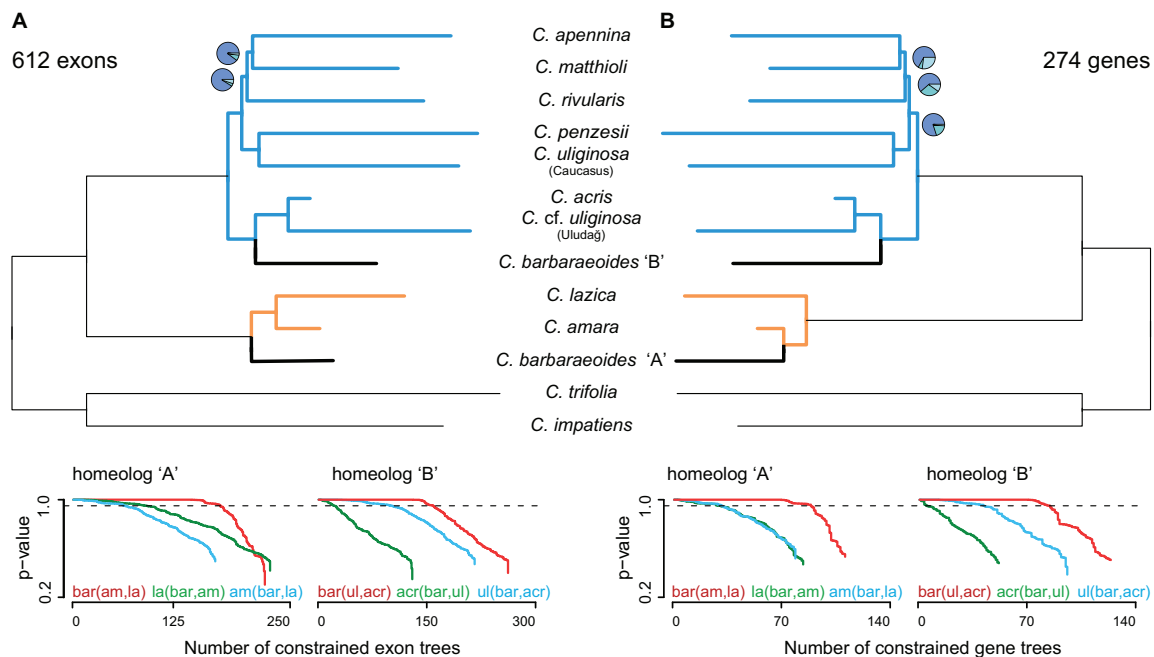 A
B
612 exons
274 genes
C. apennina
C. matthioli
C. rivularis
C. penzesii
C. uliginosa
(Caucasus)
C. acris
C. cf. uliginosa
(Uludağ)
C. barbaraeoides ‘B’
C. lazica
C. amara
C. barbaraeoides ‘A’
C. trifolia
C. impatiens
homeolog ‘A’
homeolog ‘B’
homeolog ‘A’
homeolog ‘B’
p-value
1.0
0.2
bar(am,la) la(bar,am) am(bar,la)
bar(ul,acr) acr(bar,ul) ul(bar,acr)
125 250
150 300
Number of constrained exon trees
p-value
1.0
0.2
bar(am,la) la(bar,am) am(bar,la)
bar(ul,acr) acr(bar,ul) ul(bar,acr)
70 140
70 140
Number of constrained gene trees